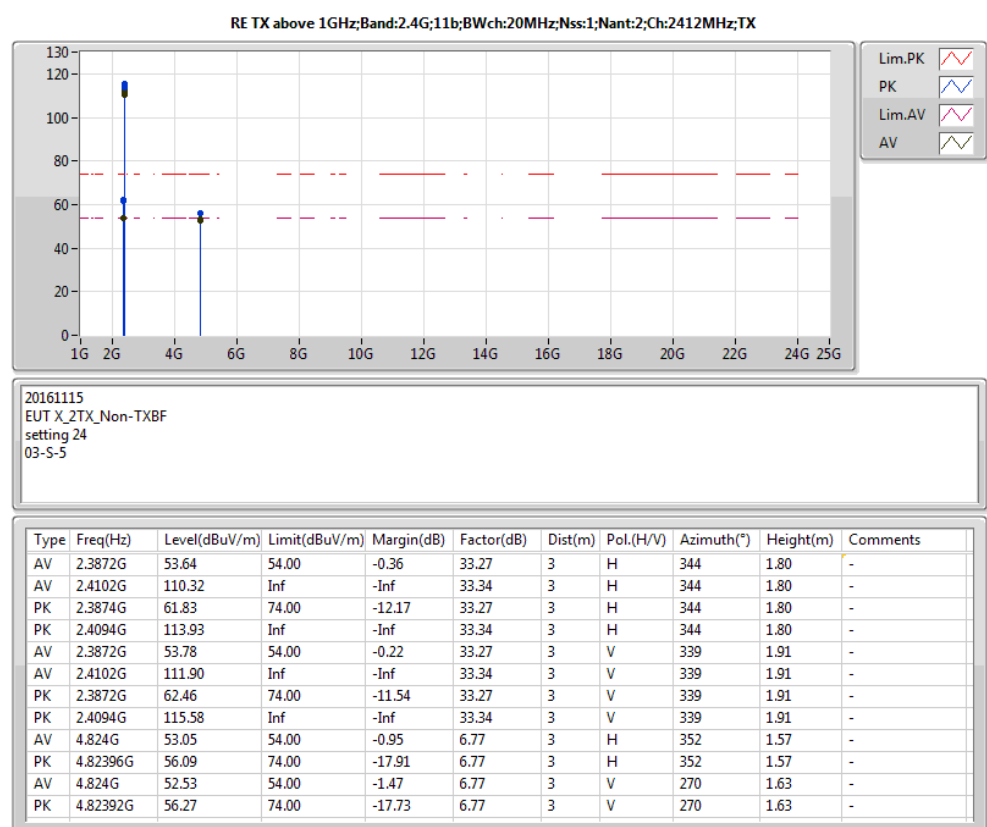 RE TX above 1GHz;Band:2.4G;11b;BWch:20MHz;Nss:1;Nant:2;Ch:2412MHz;TX
130
120
100
80
60
40
20
0
1G 2G 4G 6G 8G 10G 12G 14G 16G 18G 20G 22G 24G 25G
Lim.PK
PK
Lim.AV
AV
20161115
EUT X_2TX_Non-TXBF
setting 24
03-S-5
Type Freq(Hz) Level(dBuV/m) Limit(dBuV/m) Margin(dB) Factor(dB) Dist(m) Pol.(H/V) Azimuth(°) Height(m) Comments
AV 2.3872G 53.64 54.00 -0.36 33.27 3 H 344 1.80 -
AV 2.4102G 110.32 Inf -Inf 33.34 3 H 344 1.80 -
PK 2.3874G 61.83 74.00 -12.17 33.27 3 H 344 1.80 -
PK 2.4094G 113.93 Inf -Inf 33.34 3 H 344 1.80 -
AV 2.3872G 53.78 54.00 -0.22 33.27 3 V 339 1.91 -
AV 2.4102G 111.90 Inf -Inf 33.34 3 V 339 1.91 -
PK 2.3872G 62.46 74.00 -11.54 33.27 3 V 339 1.91 -
PK 2.4094G 115.58 Inf -Inf 33.34 3 V 339 1.91 -
AV 4.824G 53.05 54.00 -0.95 6.77 3 H 352 1.57 -
PK 4.82396G 56.09 74.00 -17.91 6.77 3 H 352 1.57 -
AV 4.824G 52.53 54.00 -1.47 6.77 3 V 270 1.63 -
PK 4.82392G 56.27 74.00 -17.73 6.77 3 V 270 1.63 -